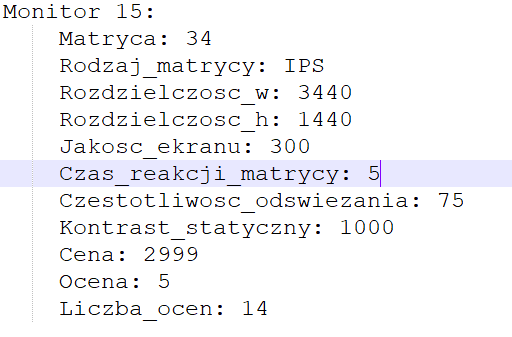 Monitor 15:
Matryca: 34
Rodzaj_matrycy: IPS
Rozdzielczosc_w: 3440
Rozdzielczosc_h: 1440
Jakosc_ekranu: 300
Czas_reakcji_matrycy: 5
Czestotliwosc_odswiezania: 75
Kontrast_statyczny: 1000
Cena: 2999
Ocena: 5
Liczba_ocen: 14